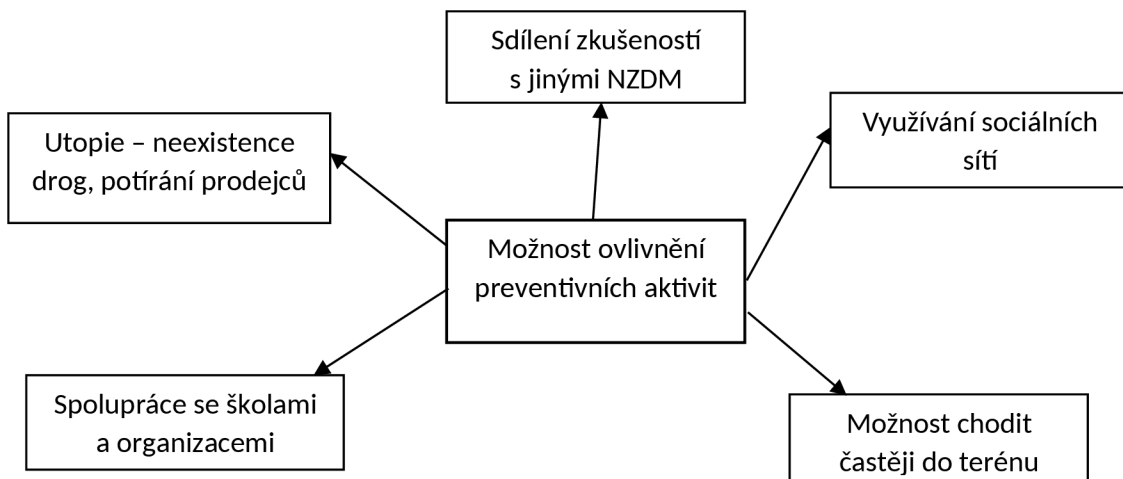 Sdílení zkušeností
s jinými NZDM
Využívání sociálních
sítí
Utopie – neexistence
drog, potírání prodejců
Možnost ovlivnění
preventivních aktivit
Spolupráce se školami
a organizacemi
Možnost chodit
častěji do terénu